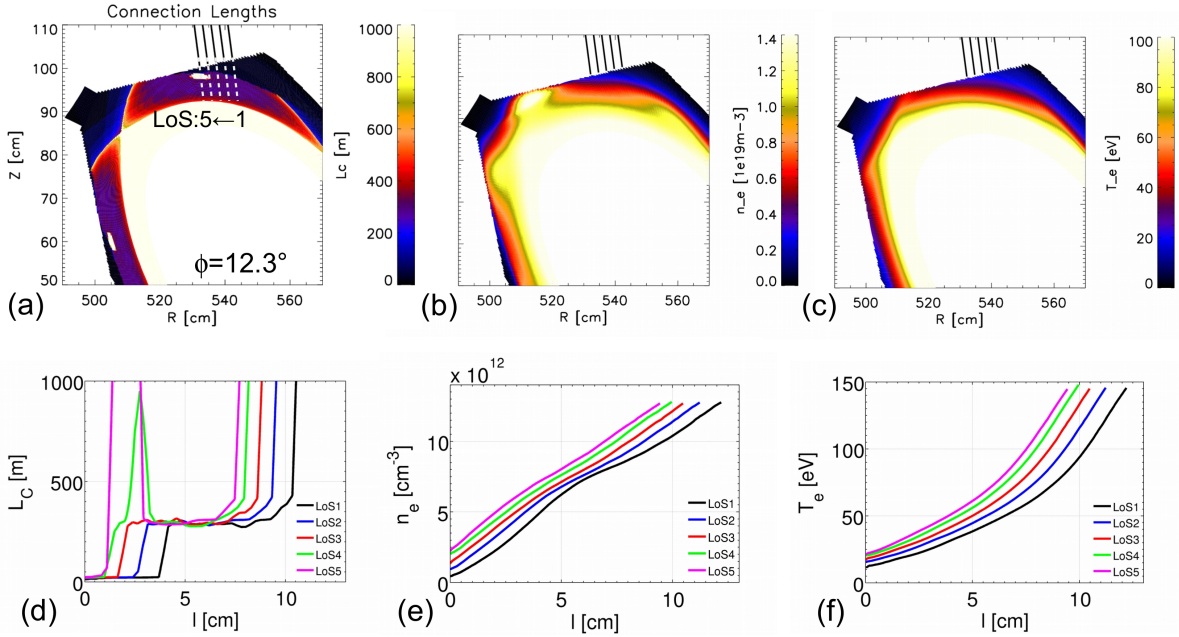 Connection Lengths
110
100
90
80
70
60
50
Z [cm]
LoS:5←1
ϕ=12.3°
500
520
540
560
R [cm]
1000
800
600
400
200
0
Lc [m]
(a)
500
520
540
560
R [cm]
1.4
1.2
1.0
0.8
0.6
0.4
0.2
0.0
n_e [1e19m-3]
(b)
500
520
540
560
R [cm]
100
80
60
40
20
0
T_e [eV]
(c)
1000
500
0
L_C [m]
0
5
10
l [cm]
LoS1
LoS2
LoS3
LoS4
LoS5
(d)
x 10^12
10
5
0
n_e [cm^-3]
0
5
10
l [cm]
LoS1
LoS2
LoS3
LoS4
LoS5
(e)
150
100
50
0
T_e [eV]
0
5
10
l [cm]
LoS1
LoS2
LoS3
LoS4
LoS5
(f)